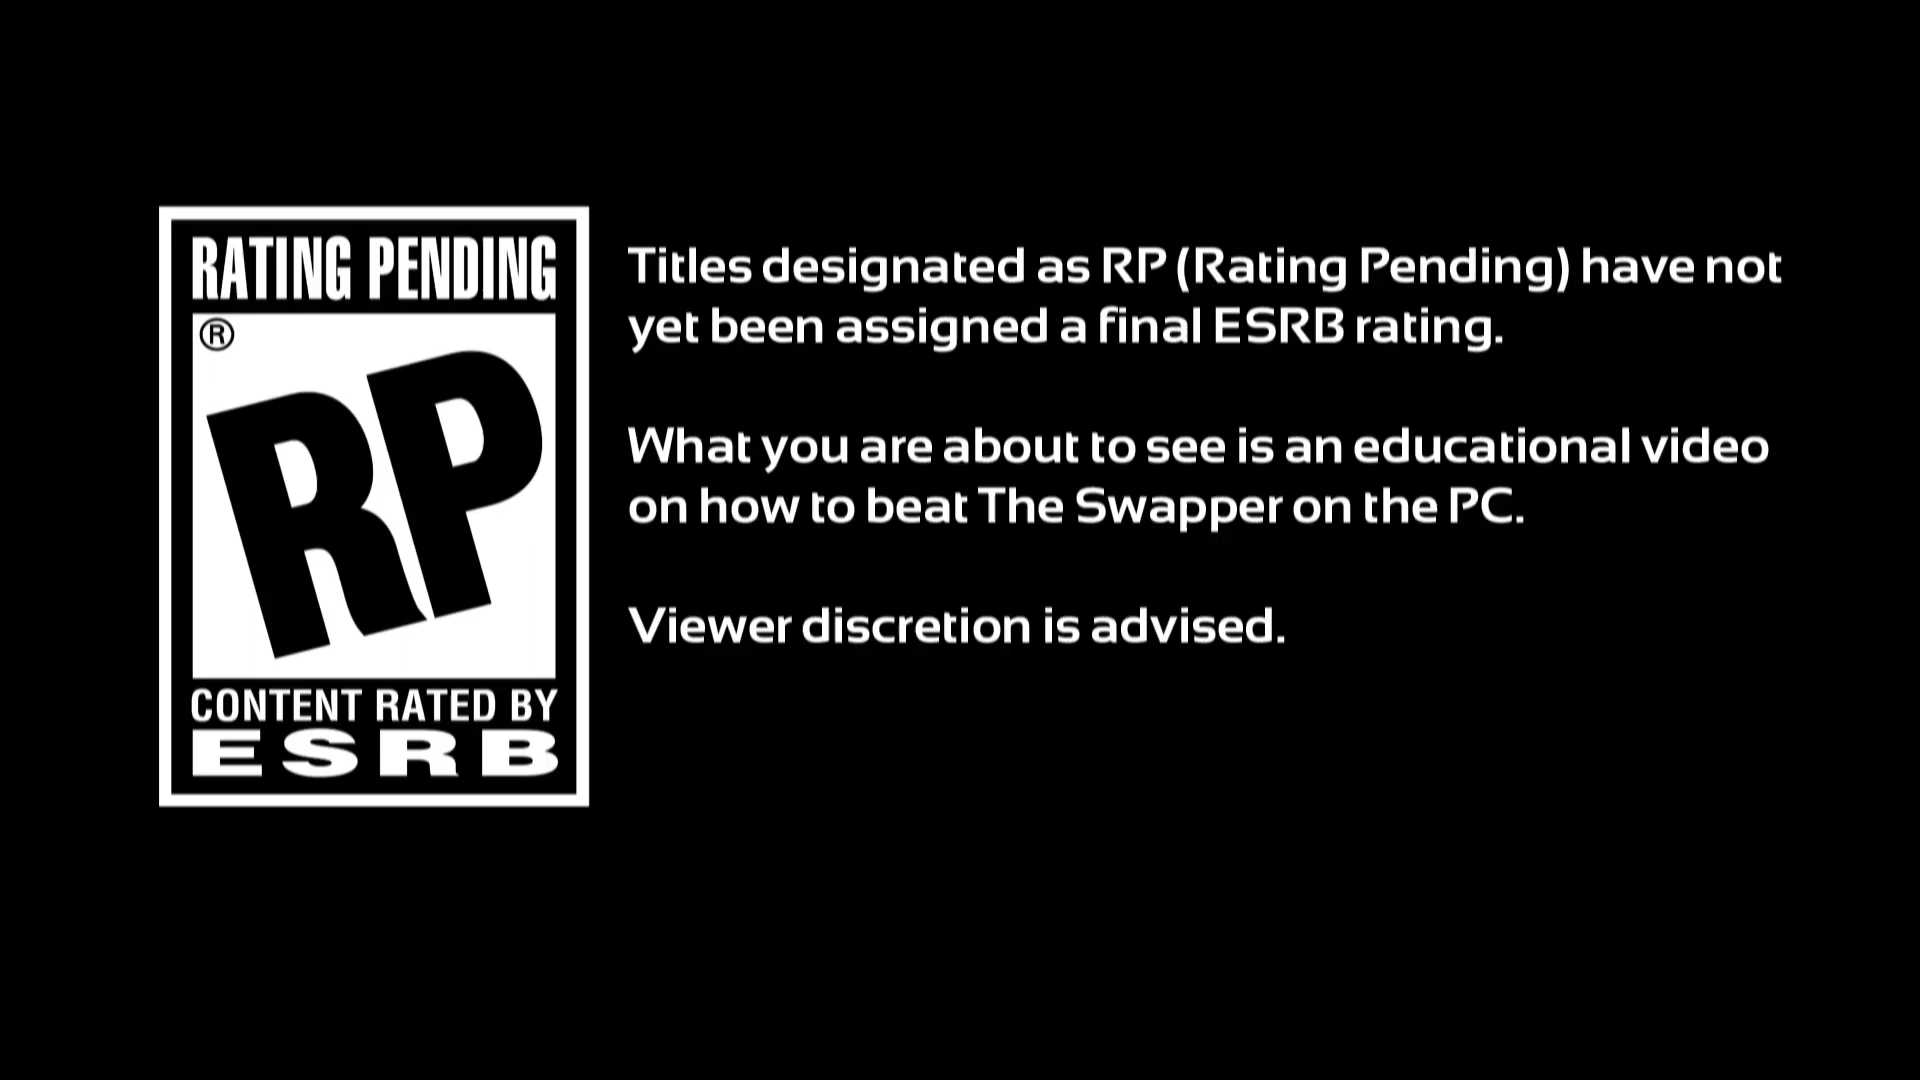 RATING PENDING
®
RP
CONTENT RATED BY
ESRB
Titles designated as RP (Rating Pending) have not
yet been assigned a final ESRB rating.
What you are about to see is an educational video
on how to beat The Swapper on the PC.
Viewer discretion is advised.